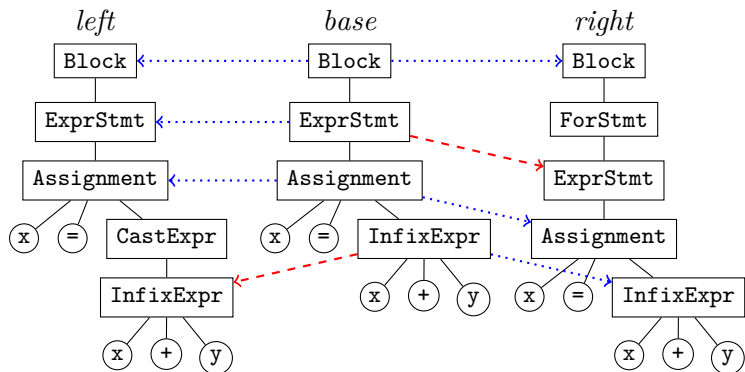 left base right
Block Block Block
ExprStmt ExprStmt ForStmt
Assignment Assignment ExprStmt
x = CastExpr x = InfixExpr Assignment
InfixExpr x + y x = InfixExpr
x + y x + y